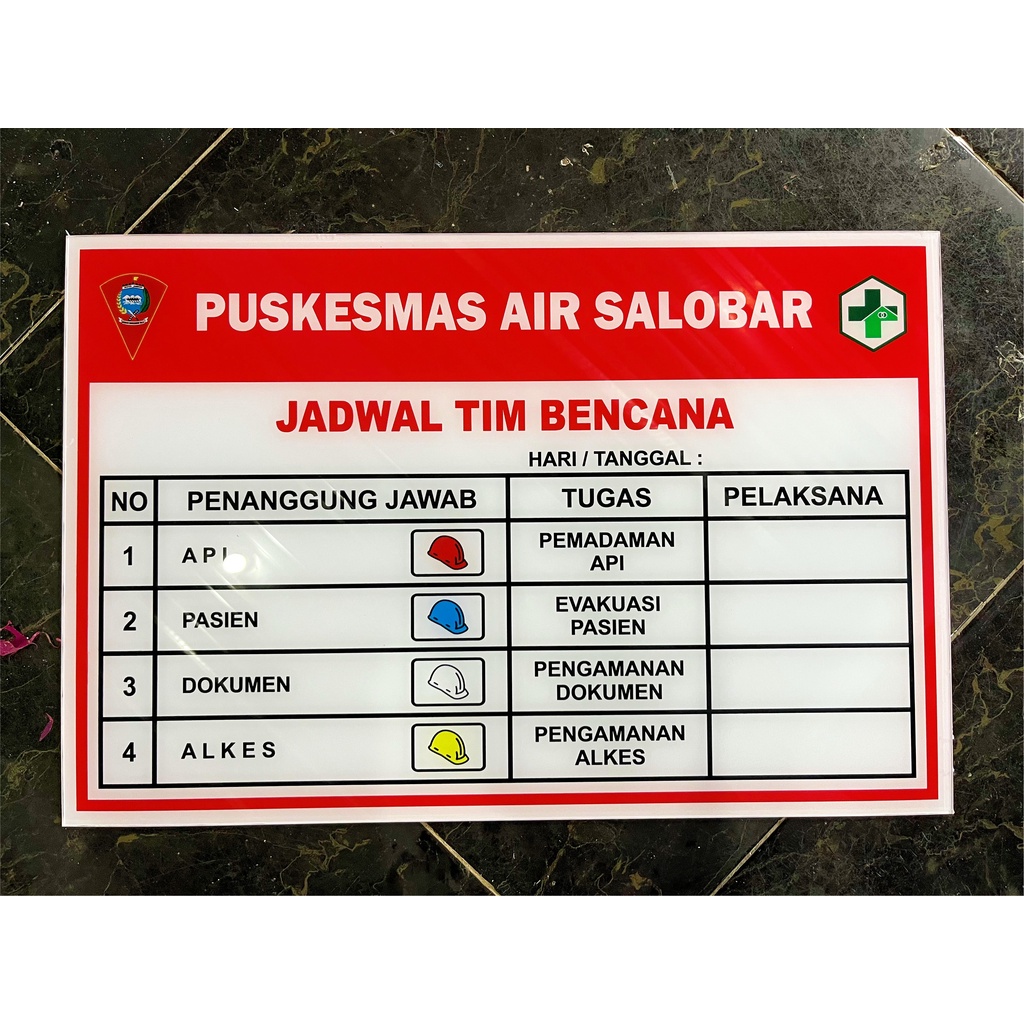 PUSKESMAS AIR SALOBAR
JADWAL TIM BENCANA
HARI / TANGGAL :
NO PENANGGUNG JAWAB TUGAS PELAKSANA
1 API PEMADAMAN API
2 PASIEN EVAKUASI PASIEN
3 DOKUMEN PENGAMANAN DOKUMEN
4 ALKES PENGAMANAN ALKES